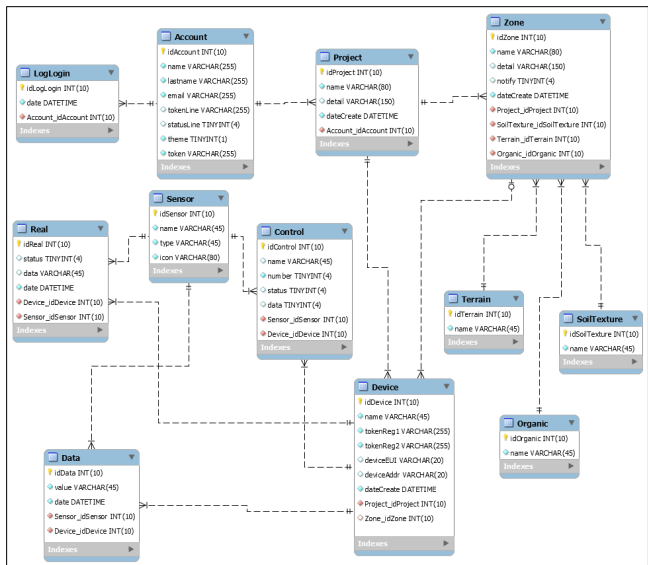 LogLogin
idLogLogin INT(10)
date DATETIME
Account_idAccount INT(10)
Indexes
Account
idAccount INT(10)
name VARCHAR(255)
lastname VARCHAR(255)
email VARCHAR(255)
tokenLine VARCHAR(255)
statusLine TINYINT(4)
theme TINYINT(1)
token VARCHAR(255)
Indexes
Project
idProject INT(10)
name VARCHAR(80)
detail VARCHAR(150)
dateCreate DATETIME
Account_idAccount INT(10)
Indexes
Zone
idZone INT(10)
name VARCHAR(80)
detail VARCHAR(150)
notify TINYINT(4)
dateCreate DATETIME
Project_idProject INT(10)
SoilTexture_idSoilTexture INT(10)
Terrain_idTerrain INT(10)
Organic_idOrganic INT(10)
Indexes
Real
idReal INT(10)
status TINYINT(4)
data VARCHAR(45)
date DATETIME
Device_idDevice INT(10)
Sensor_idSensor INT(10)
Indexes
Sensor
idSensor INT(10)
name VARCHAR(45)
type VARCHAR(45)
icon VARCHAR(80)
Indexes
Control
idControl INT(10)
name VARCHAR(45)
number TINYINT(4)
status TINYINT(4)
data TINYINT(4)
Sensor_idSensor INT(10)
Device_idDevice INT(10)
Indexes
Terrain
idTerrain INT(10)
name VARCHAR(45)
Indexes
SoilTexture
idSoilTexture INT(10)
name VARCHAR(45)
Indexes
Device
idDevice INT(10)
name VARCHAR(45)
tokenReg1 VARCHAR(255)
tokenReg2 VARCHAR(255)
deviceEUI VARCHAR(20)
deviceAddr VARCHAR(20)
dateCreate DATETIME
Project_idProject INT(10)
Zone_idZone INT(10)
Indexes
Organic
idOrganic INT(10)
name VARCHAR(45)
Indexes
Data
idData INT(10)
value VARCHAR(45)
date DATETIME
Sensor_idSensor INT(10)
Device_idDevice INT(10)
Indexes